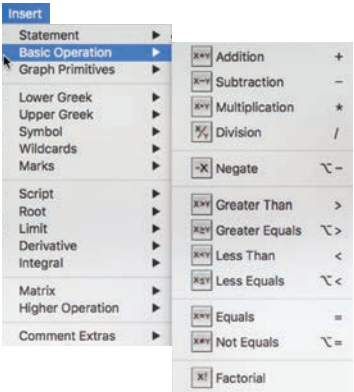 Insert
Statement
Basic Operation
Graph Primitives
Lower Greek
Upper Greek
Symbol
Wildcards
Marks
Script
Root
Limit
Derivative
Integral
Matrix
Higher Operation
Comment Extras
X+Y Addition +
X−Y Subtraction −
X•Y Multiplication *
X/Y Division /
-X Negate ⌥ −
X>Y Greater Than >
X≥Y Greater Equals ⌥ >
X<Y Less Than <
X≤Y Less Equals ⌥ <
X=Y Equals =
X≠Y Not Equals ⌥ =
X! Factorial